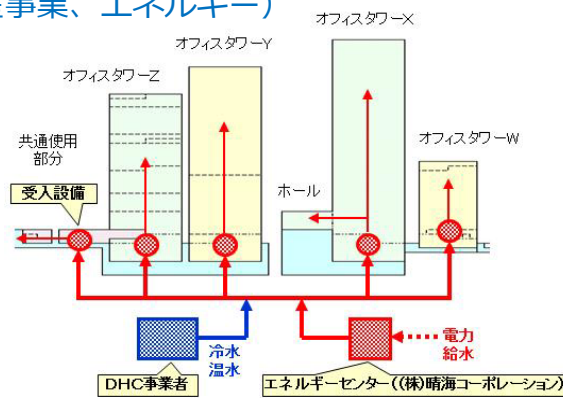 事業、エネルギー）
オフィスタワーX
オフィスタワーY
オフィスタワーZ
共通使用
部分
オフィスタワーW
受入設備
ホール
電力
給水
冷水
温水
DHC事業者
エネルギーセンター((株)晴海コーポレーション)